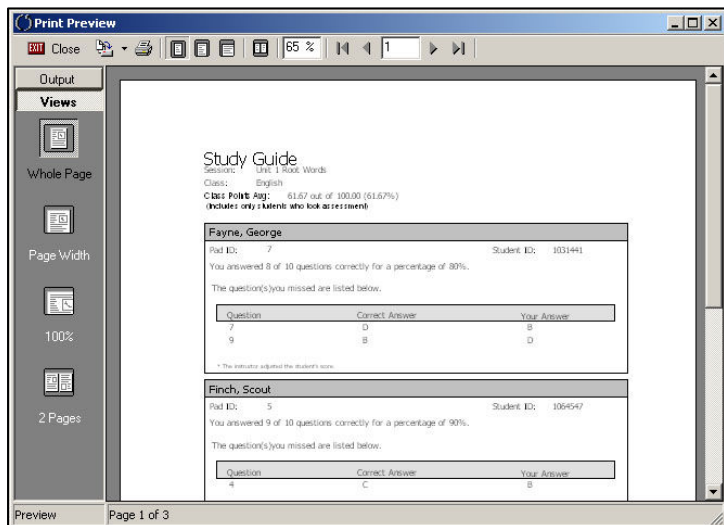 Print Preview
EXIT Close 65 % 1
Output
Views
Whole Page
Page Width
100%
2 Pages
Study Guide
Session: Unit 1 Root Words
Class: English
Class Points Avg: 61.67 out of 100.00 (61.67%)
(Includes only students who took assessment)
Fayne, George
Pad ID: 7 Student ID: 1031441
You answered 8 of 10 questions correctly for a percentage of 80%.
The question(s)you missed are listed below.
Question Correct Answer Your Answer
7 D B
9 B D
* The instructor adjusted the student's score
Finch, Scout
Pad ID: 5 Student ID: 1064547
You answered 9 of 10 questions correctly for a percentage of 90%.
The question(s)you missed are listed below.
Question Correct Answer Your Answer
4 C B
Preview Page 1 of 3